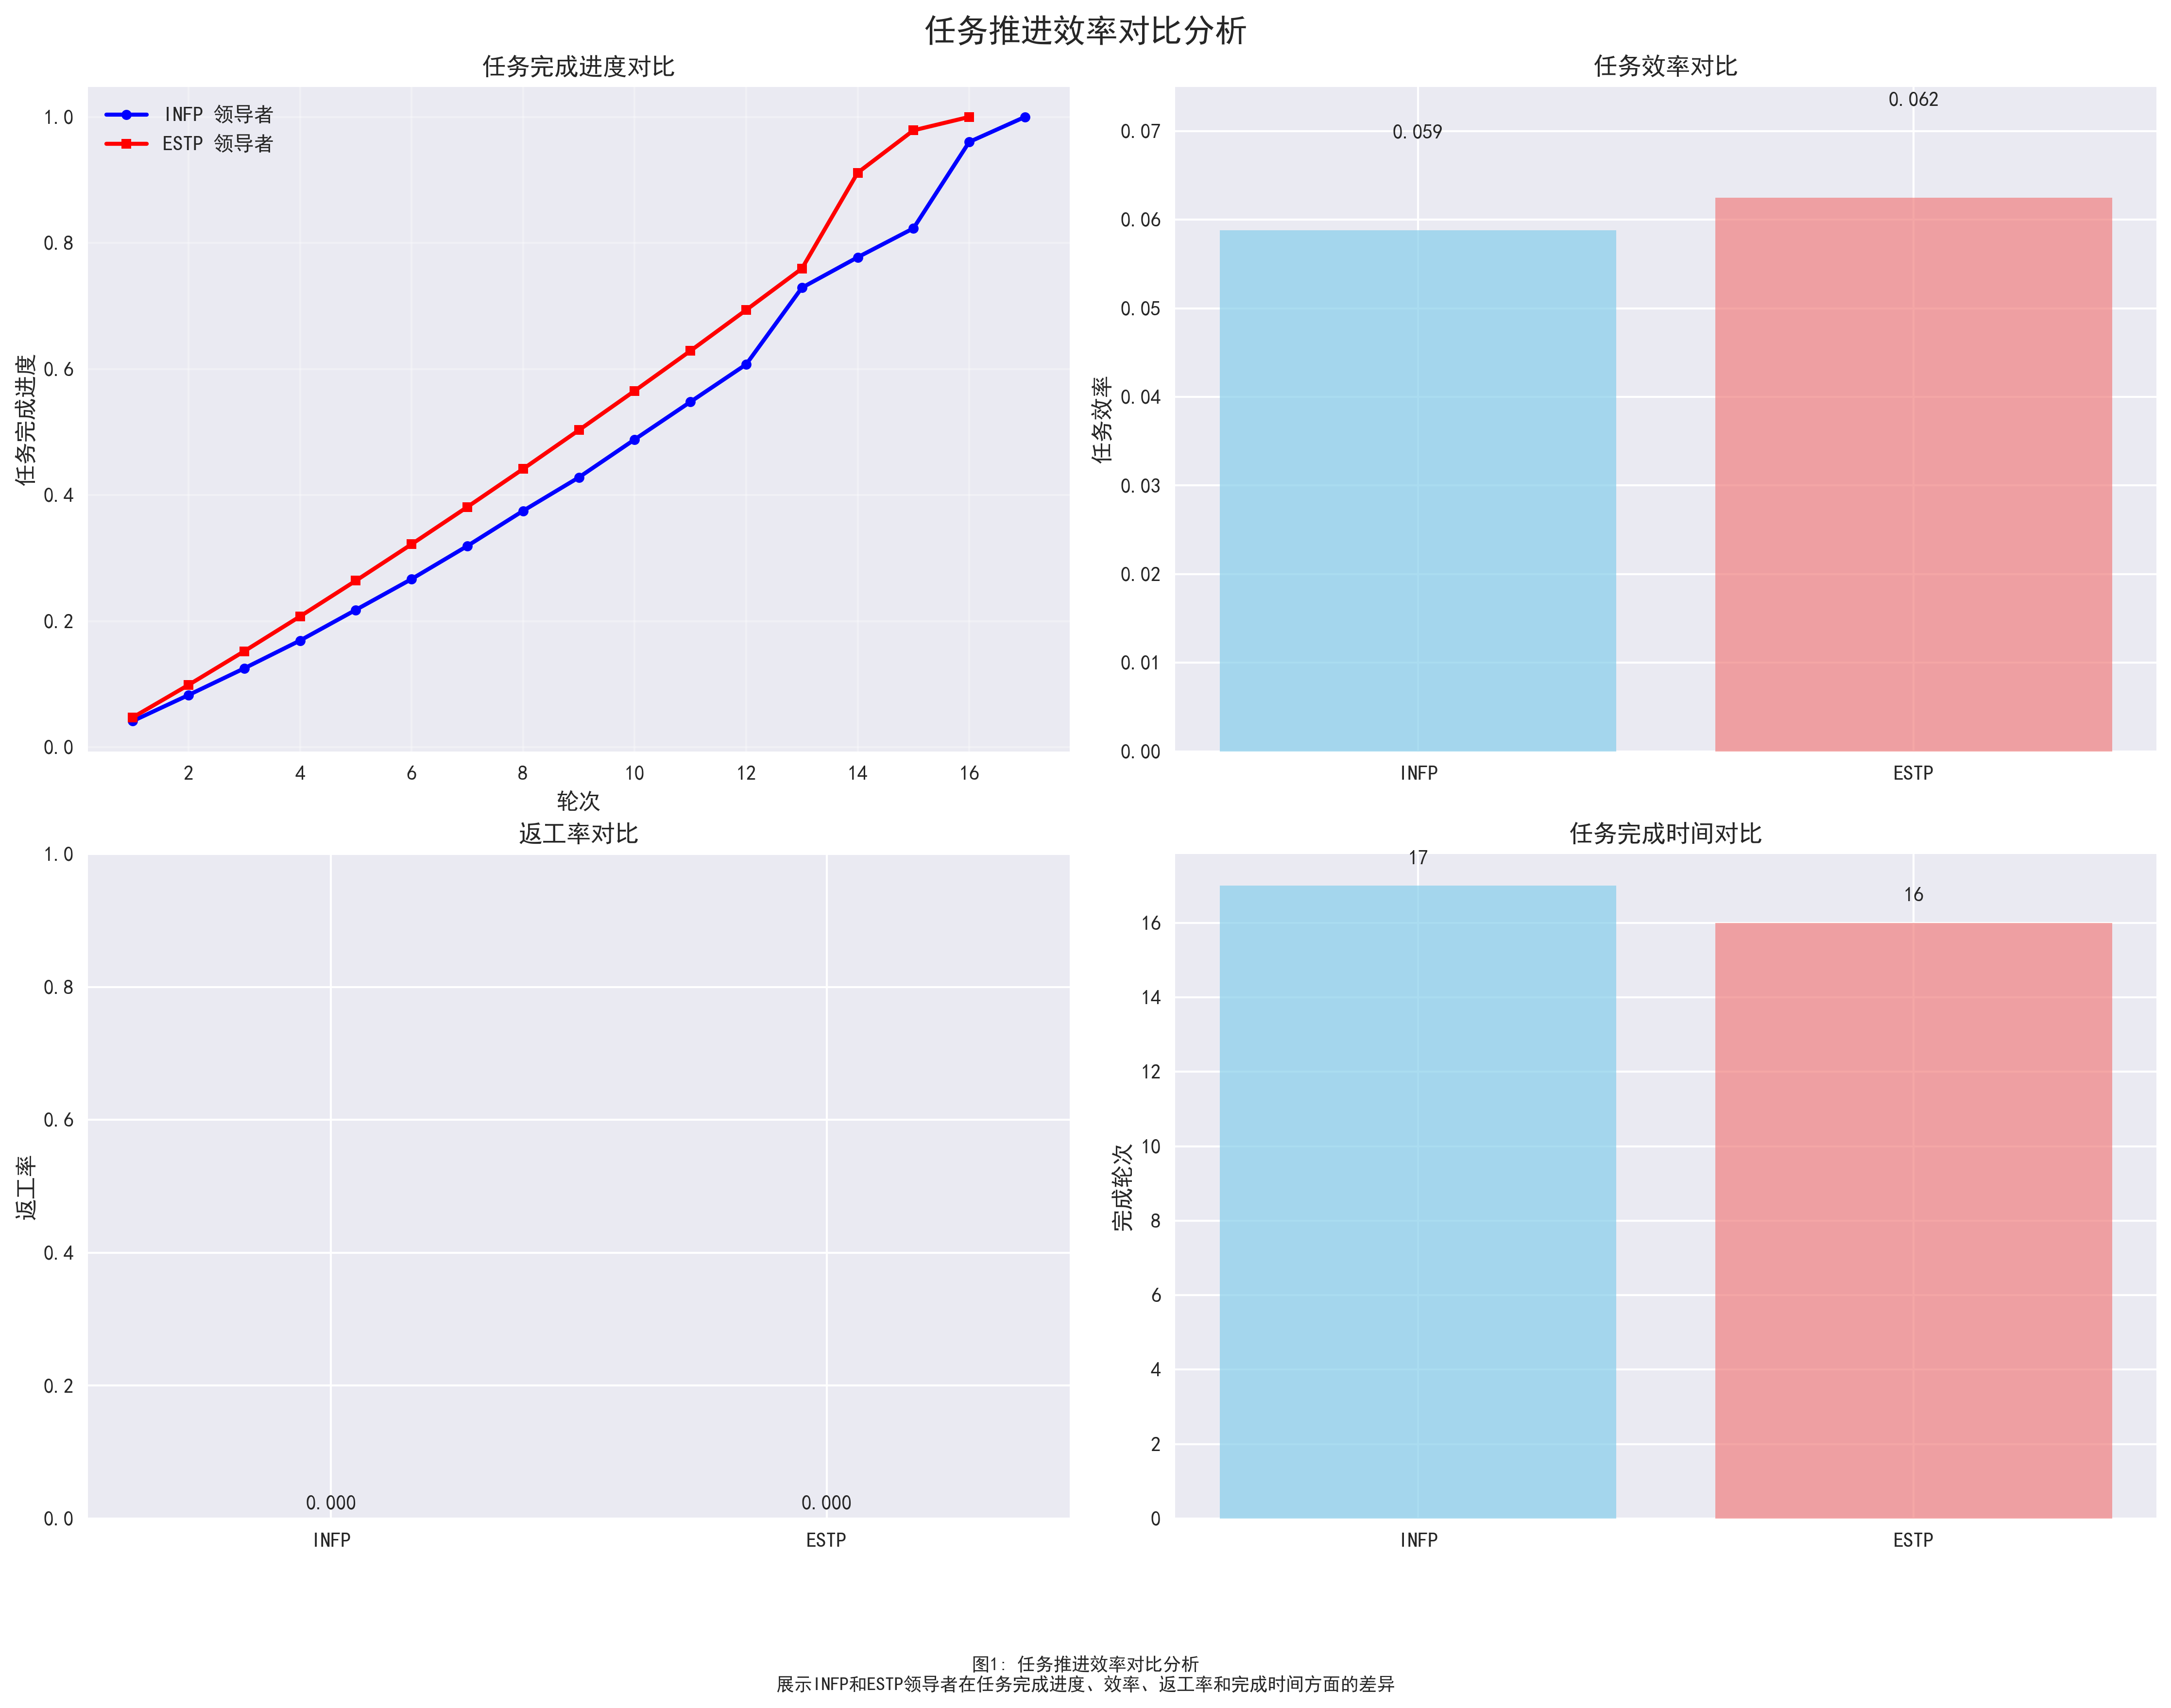 任务推进效率对比分析
任务完成进度对比
INFP 领导者
ESTP 领导者
任务完成进度
1.0
0.8
0.6
0.4
0.2
0.0
2 4 6 8 10 12 14 16
轮次
任务效率对比
任务效率
0.07
0.06
0.05
0.04
0.03
0.02
0.01
0.00
0.059
0.062
INFP ESTP
返工率对比
返工率
1.0
0.8
0.6
0.4
0.2
0.0
0.000
0.000
INFP ESTP
任务完成时间对比
完成轮次
16
14
12
10
8
6
4
2
0
17
16
INFP ESTP
图1: 任务推进效率对比分析
展示INFP和ESTP领导者在任务完成进度、效率、返工率和完成时间方面的差异